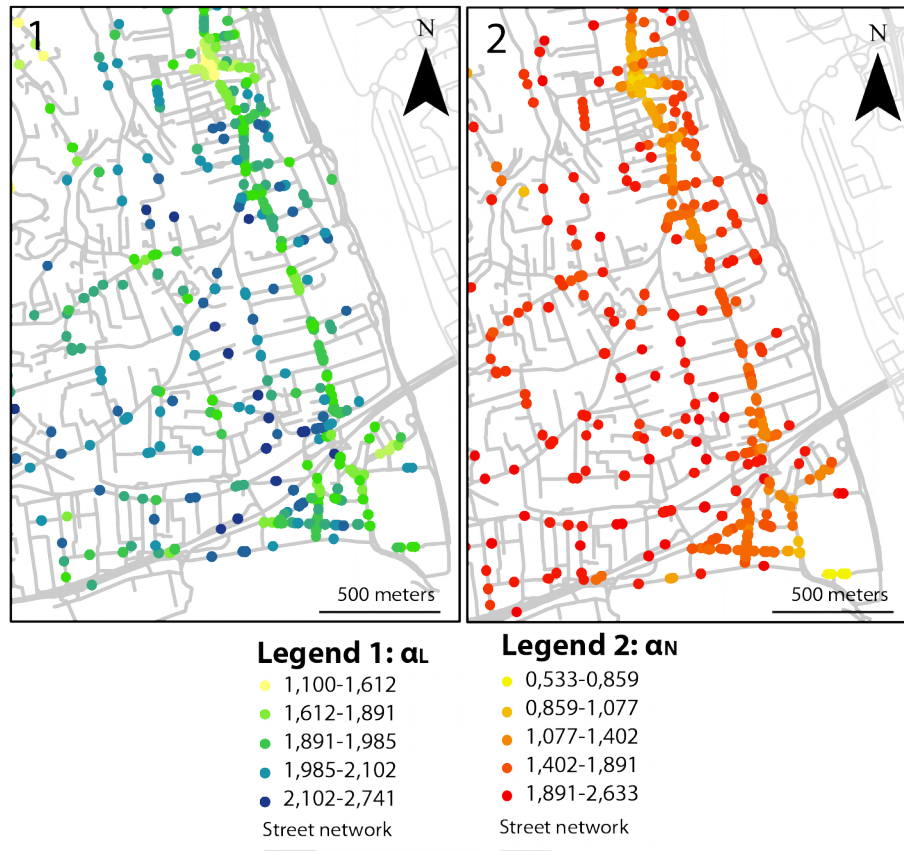 1
N
500 meters
2
N
500 meters
Legend 1: αL
1,100-1,612
1,612-1,891
1,891-1,985
1,985-2,102
2,102-2,741
Street network
Legend 2: αN
0,533-0,859
0,859-1,077
1,077-1,402
1,402-1,891
1,891-2,633
Street network